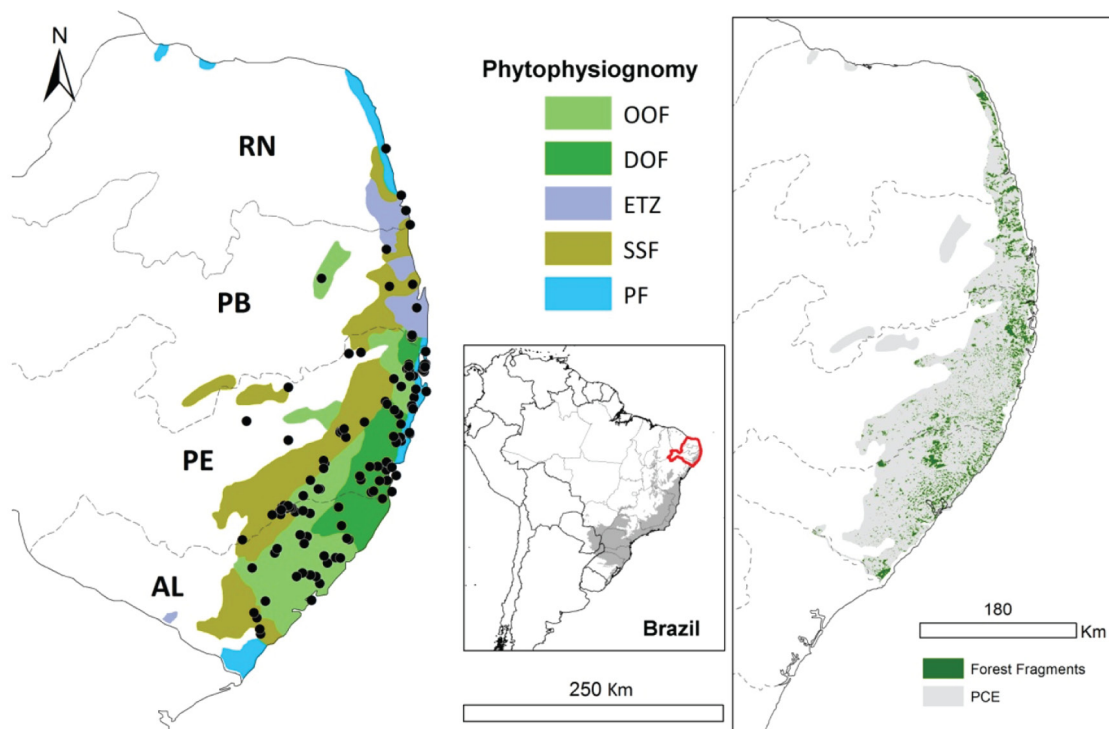 N
RN
PB
PE
AL
Phytophysiognomy
OOF
DOF
ETZ
SSF
PF
Brazil
250 Km
180
Km
Forest Fragments
PCE